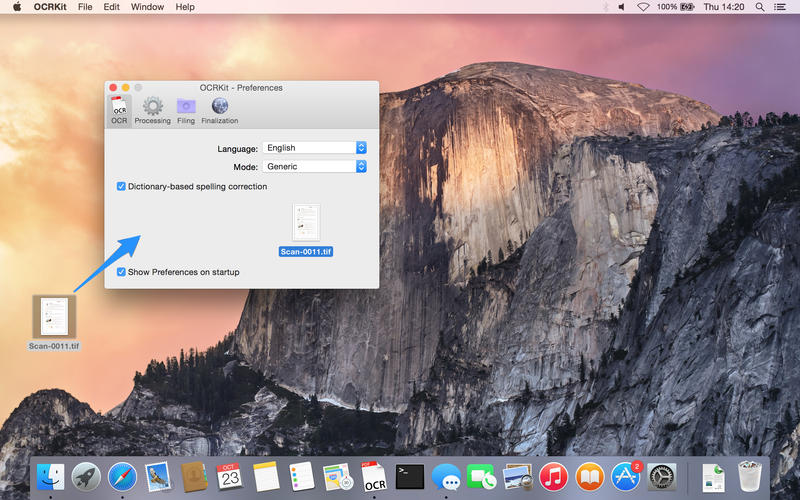 OCRKit File Edit Window Help 100% Thu 14:20
OCRKit - Preferences
OCR Processing Filing Finalization
Language: English
Mode: Generic
Dictionary-based spelling correction
Scan-0011.tif
Show Preferences on startup
Scan-0011.tif
OCT
23
PDF
OCR
2